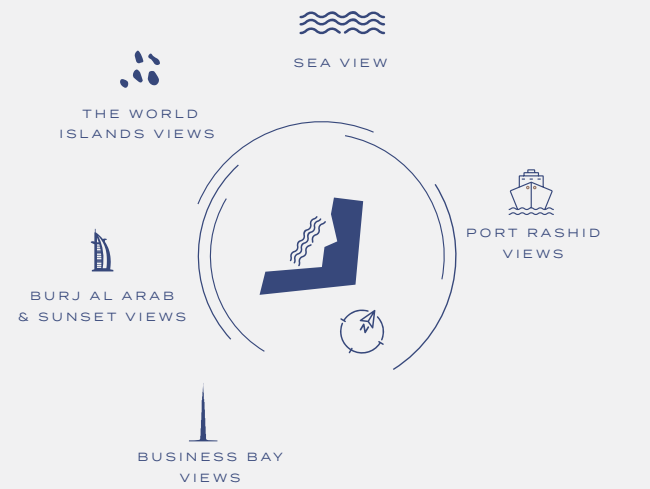 SEA VIEW
THE WORLD
ISLANDS VIEWS
PORT RASHID
VIEWS
BURJ AL ARAB
& SUNSET VIEWS
N
BUSINESS BAY
VIEWS